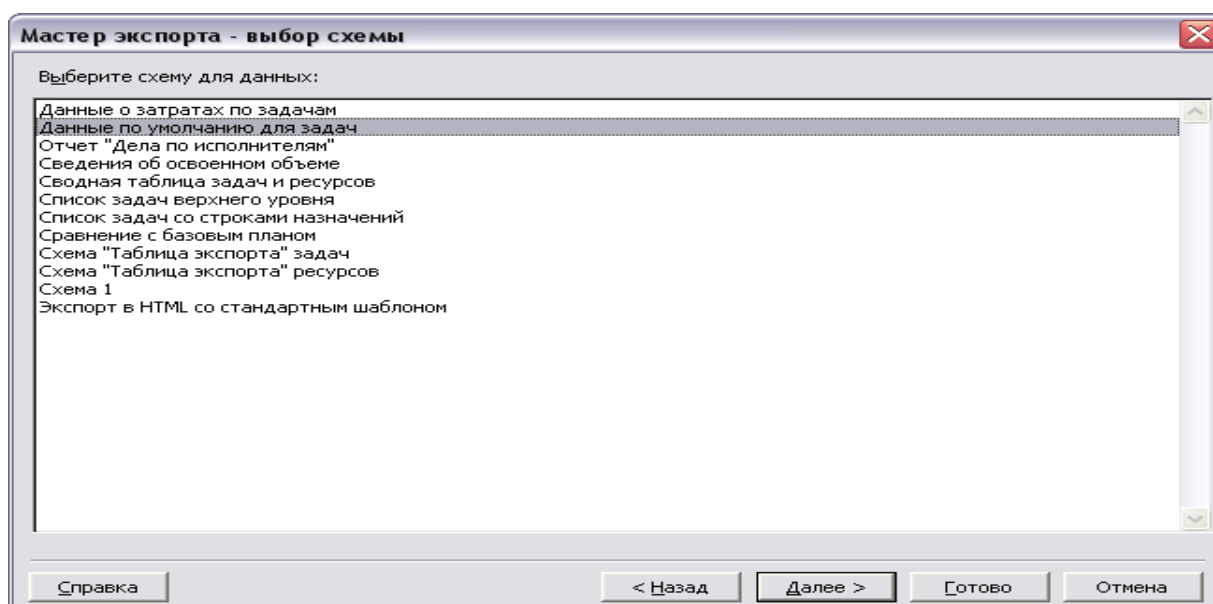 Мастер экспорта - выбор схемы
Выберите схему для данных:
Данные о затратах по задачам
Данные по умолчанию для задач
Отчет "Дела по исполнителям"
Сведения об освоенном объеме
Сводная таблица задач и ресурсов
Список задач верхнего уровня
Список задач со строками назначений
Сравнение с базовым планом
Схема "Таблица экспорта" задач
Схема "Таблица экспорта" ресурсов
Схема 1
Экспорт в HTML со стандартным шаблоном
Справка < Назад Далее > Готово Отмена